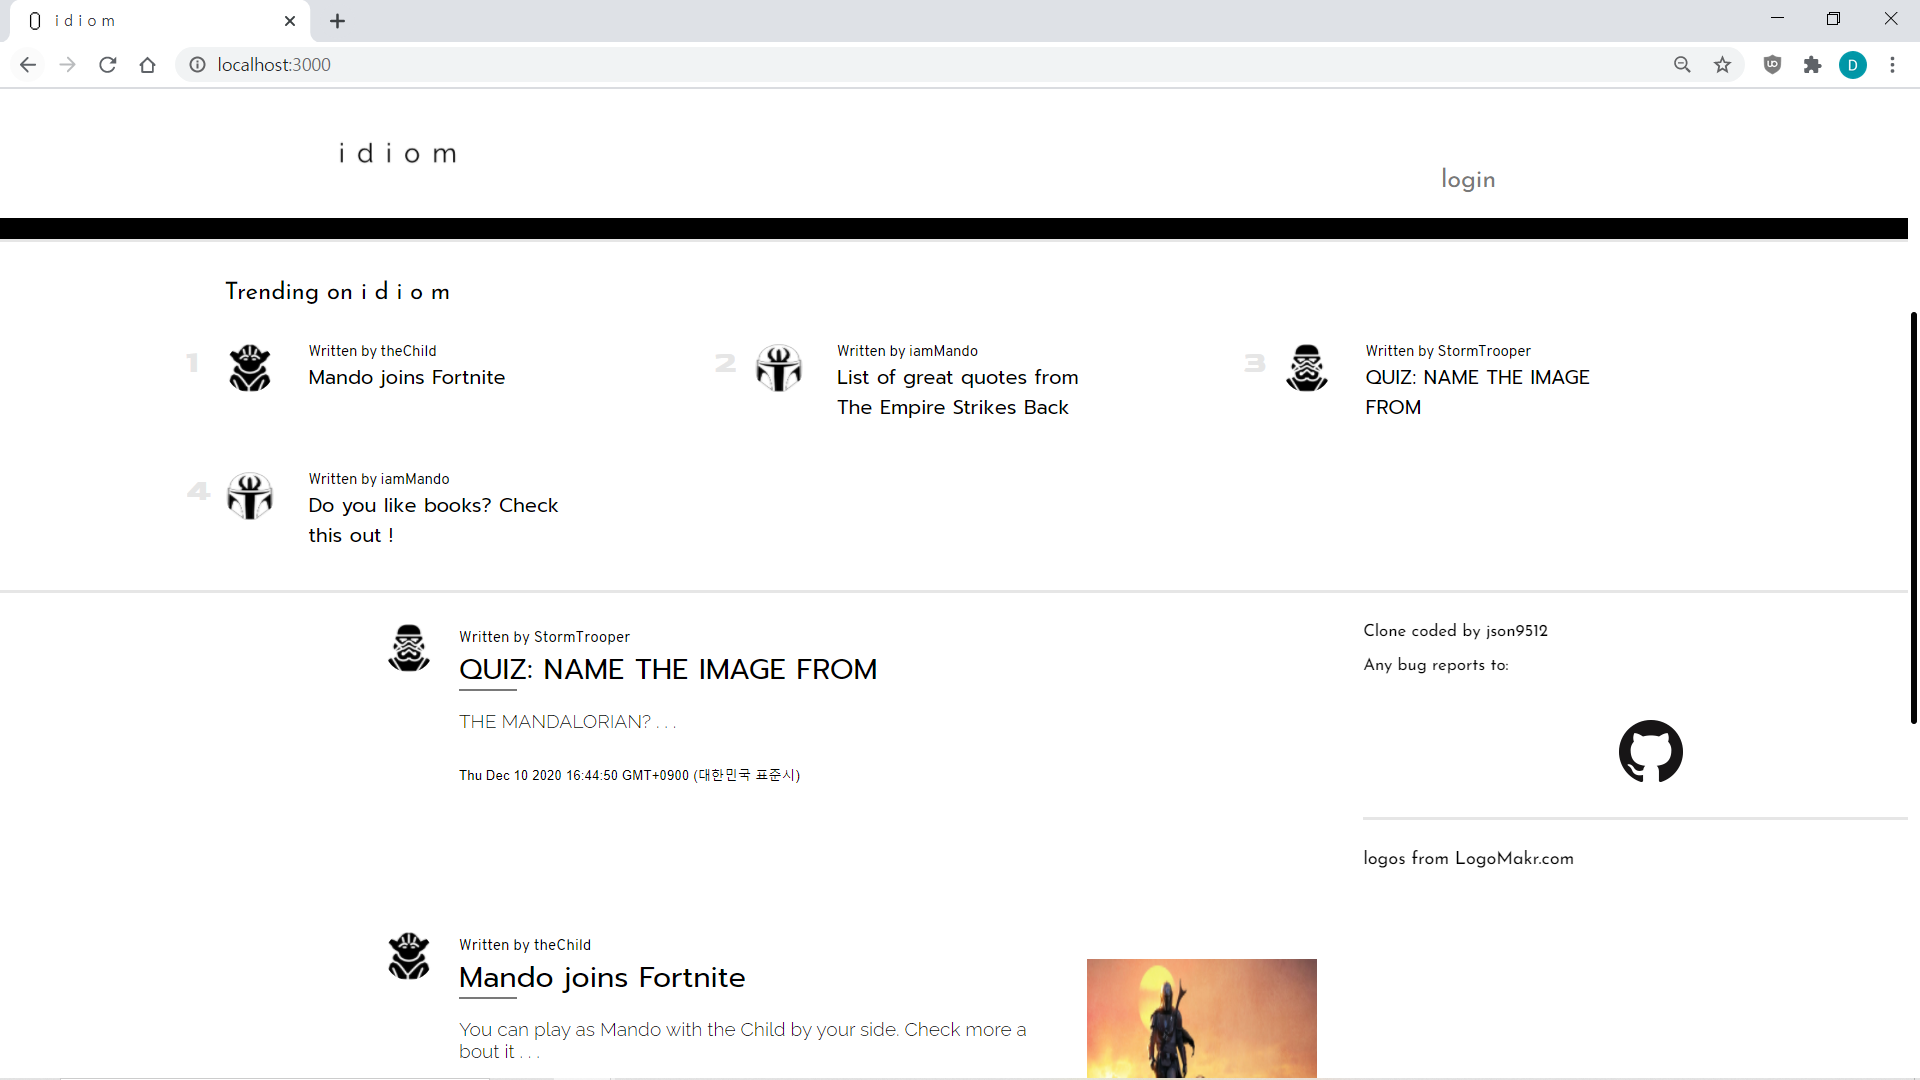 i d i o m
localhost:3000
D
i d i o m
login
Trending on i d i o m
1
Written by theChild
Mando joins Fortnite
2
Written by iamMando
List of great quotes from
The Empire Strikes Back
3
Written by StormTrooper
QUIZ: NAME THE IMAGE
FROM
4
Written by iamMando
Do you like books? Check
this out !
Written by StormTrooper
QUIZ: NAME THE IMAGE FROM
THE MANDALORIAN? . . .
Thu Dec 10 2020 16:44:50 GMT+0900 (대한민국 표준시)
Clone coded by json9512
Any bug reports to:
logos from LogoMakr.com
Written by theChild
Mando joins Fortnite
You can play as Mando with the Child by your side. Check more a
bout it . . .